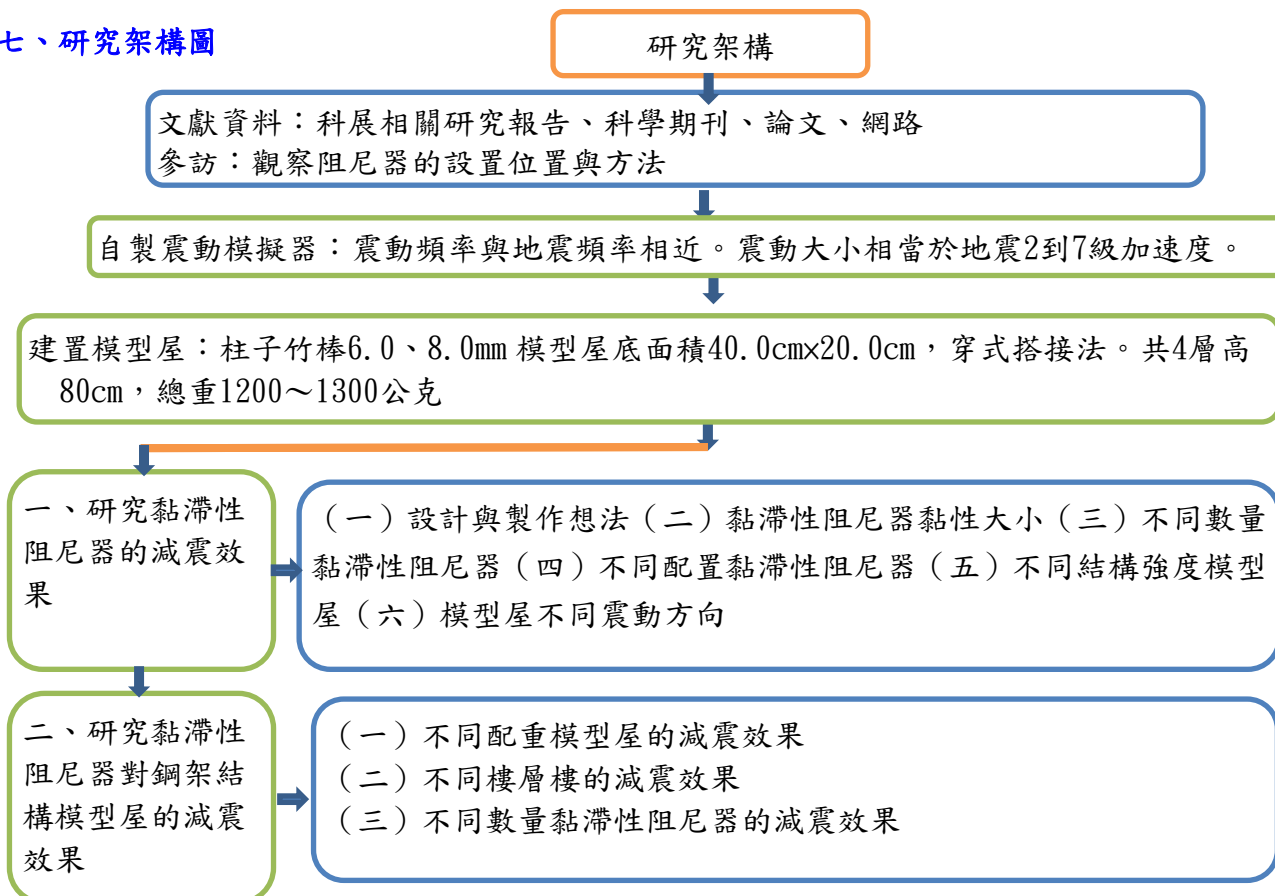 七、研究架構圖
研究架構
文獻資料：科展相關研究報告、科學期刊、論文、網路
參訪：觀察阻尼器的設置位置與方法
自製震動模擬器：震動頻率與地震頻率相近。震動大小相當於地震2到7級加速度。
建置模型屋：柱子竹棒6.0、8.0mm 模型屋底面積40.0cm×20.0cm，穿式搭接法。共4層高
80cm，總重1200～1300公克
一、研究黏滯性
阻尼器的減震效
果
（一）設計與製作想法（二）黏滯性阻尼器黏性大小（三）不同數量
黏滯性阻尼器（四）不同配置黏滯性阻尼器（五）不同結構強度模型
屋（六）模型屋不同震動方向
二、研究黏滯性
阻尼器對鋼架結
構模型屋的減震
效果
（一）不同配重模型屋的減震效果
（二）不同樓層樓的減震效果
（三）不同數量黏滯性阻尼器的減震效果